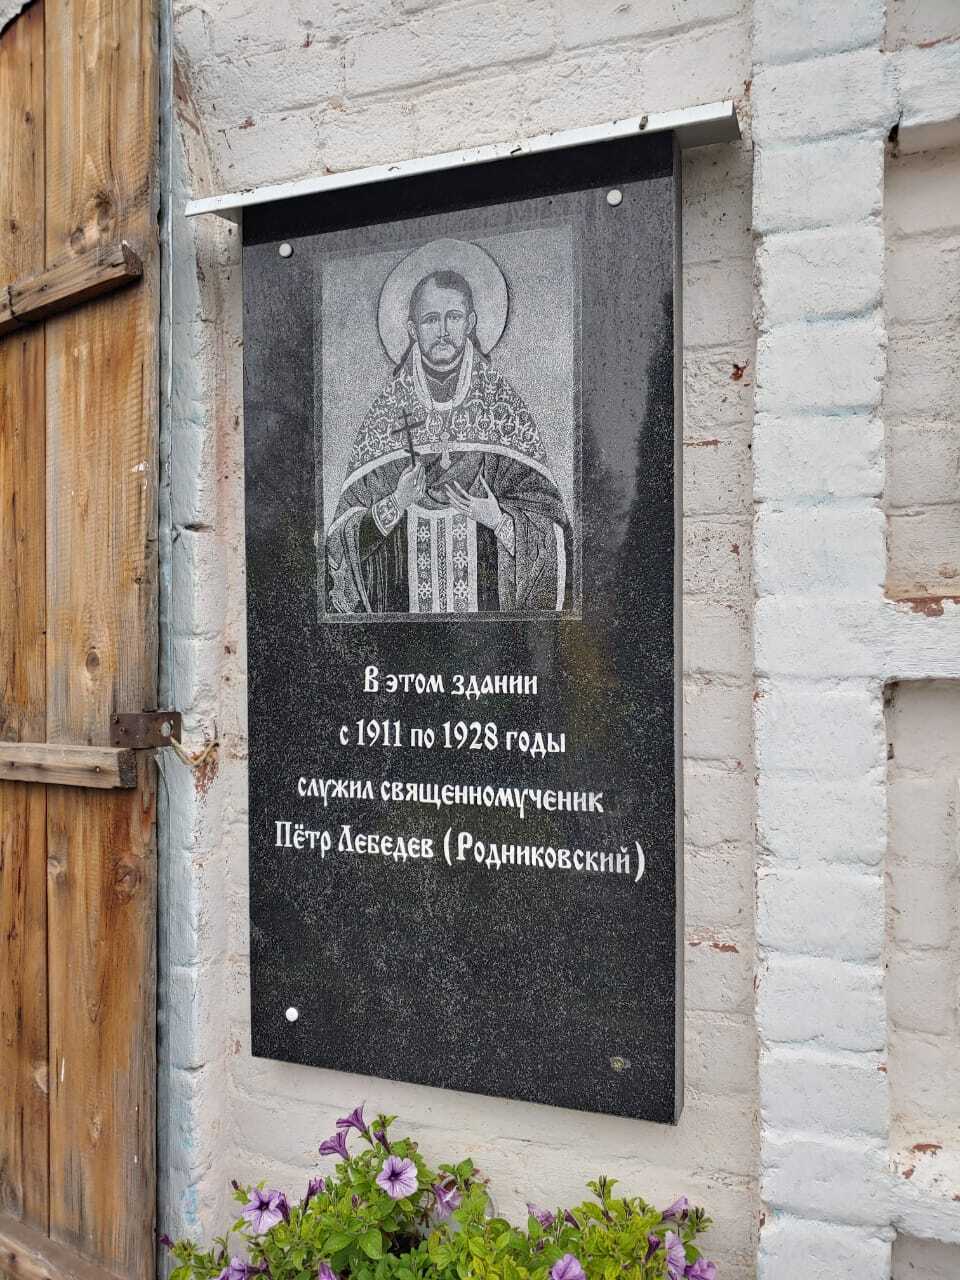 В этом здании
с 1911 по 1928 годы
служил священномученик
Пётр Лебедев (Родниковский)